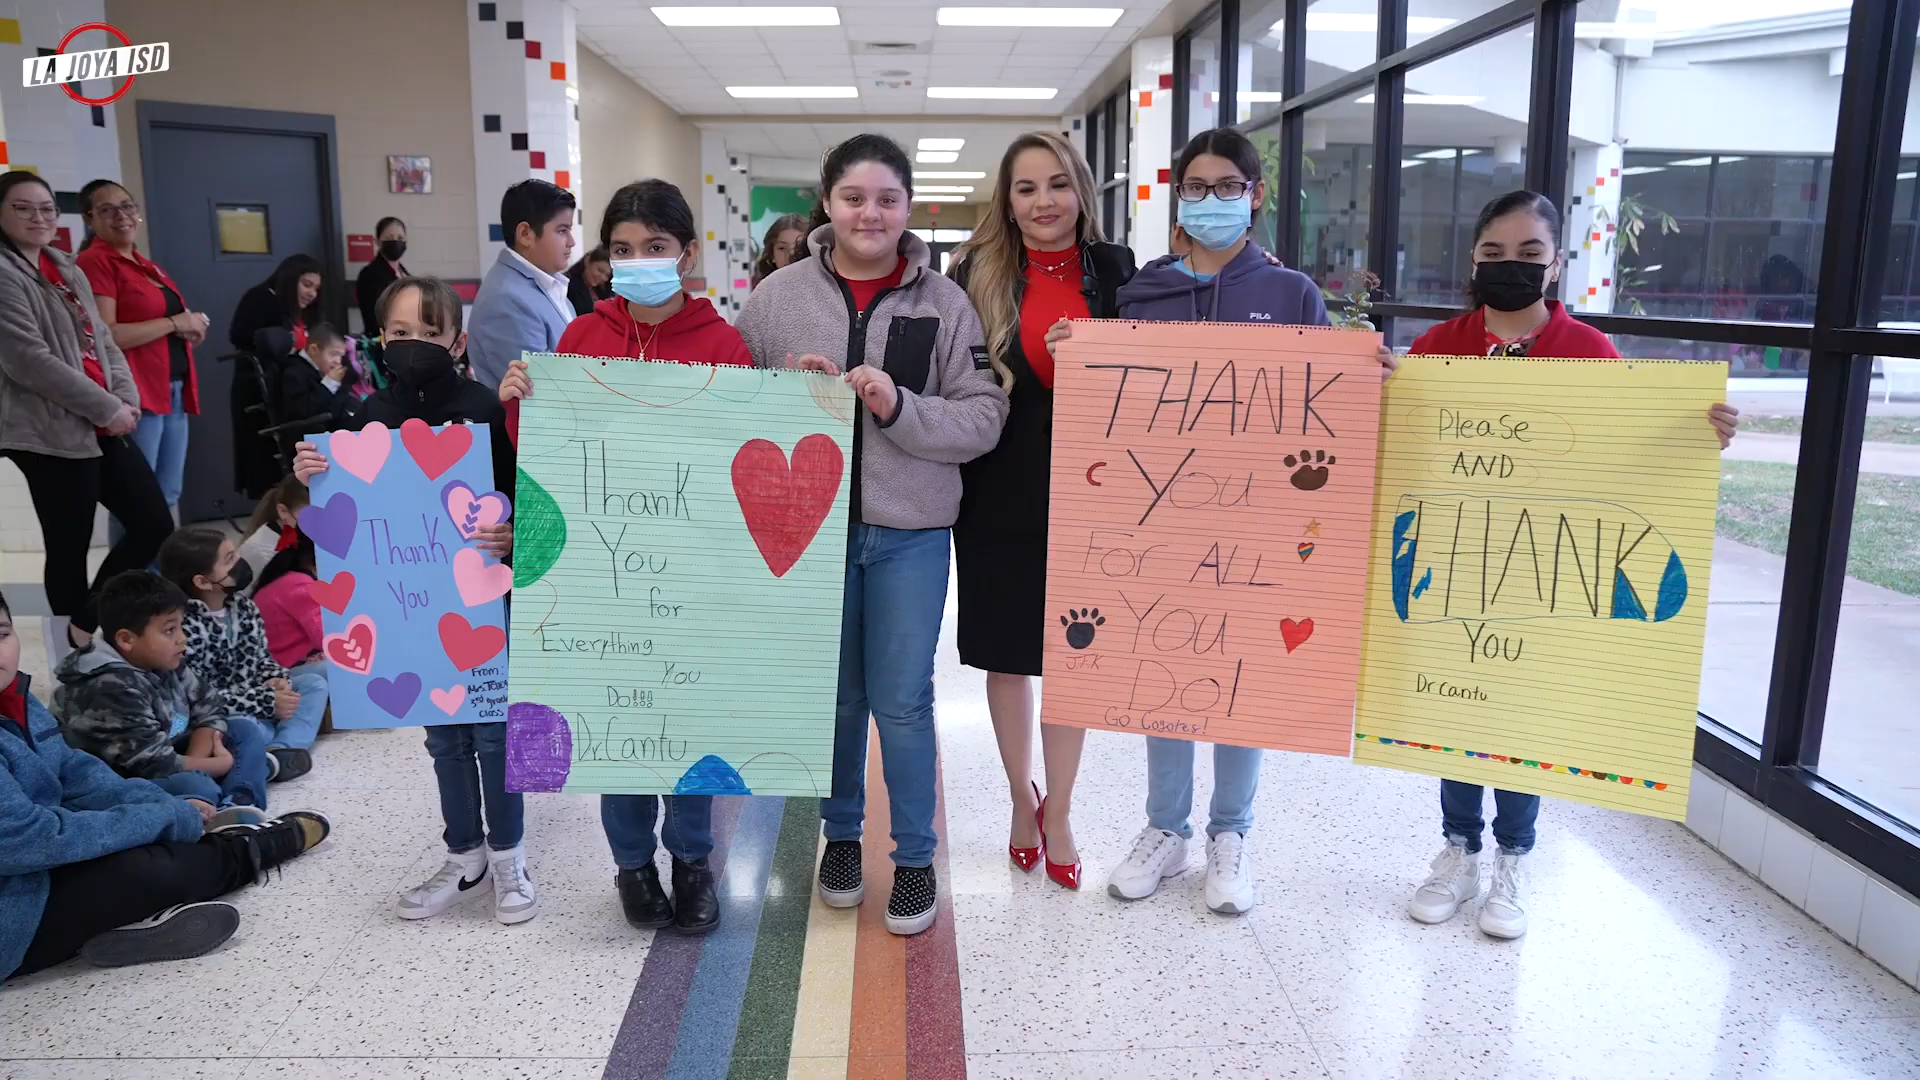 LA JOYA ISD
Thank
You
From:
3rd grade
class
Thank
You
for
Everything
You
Do!!!!
Dr.Cantu
THANK
You
For ALL
You
Do!
J.F.K
Go Coyotes!
FILA
Please
AND
THANK
You
Dr Cantu